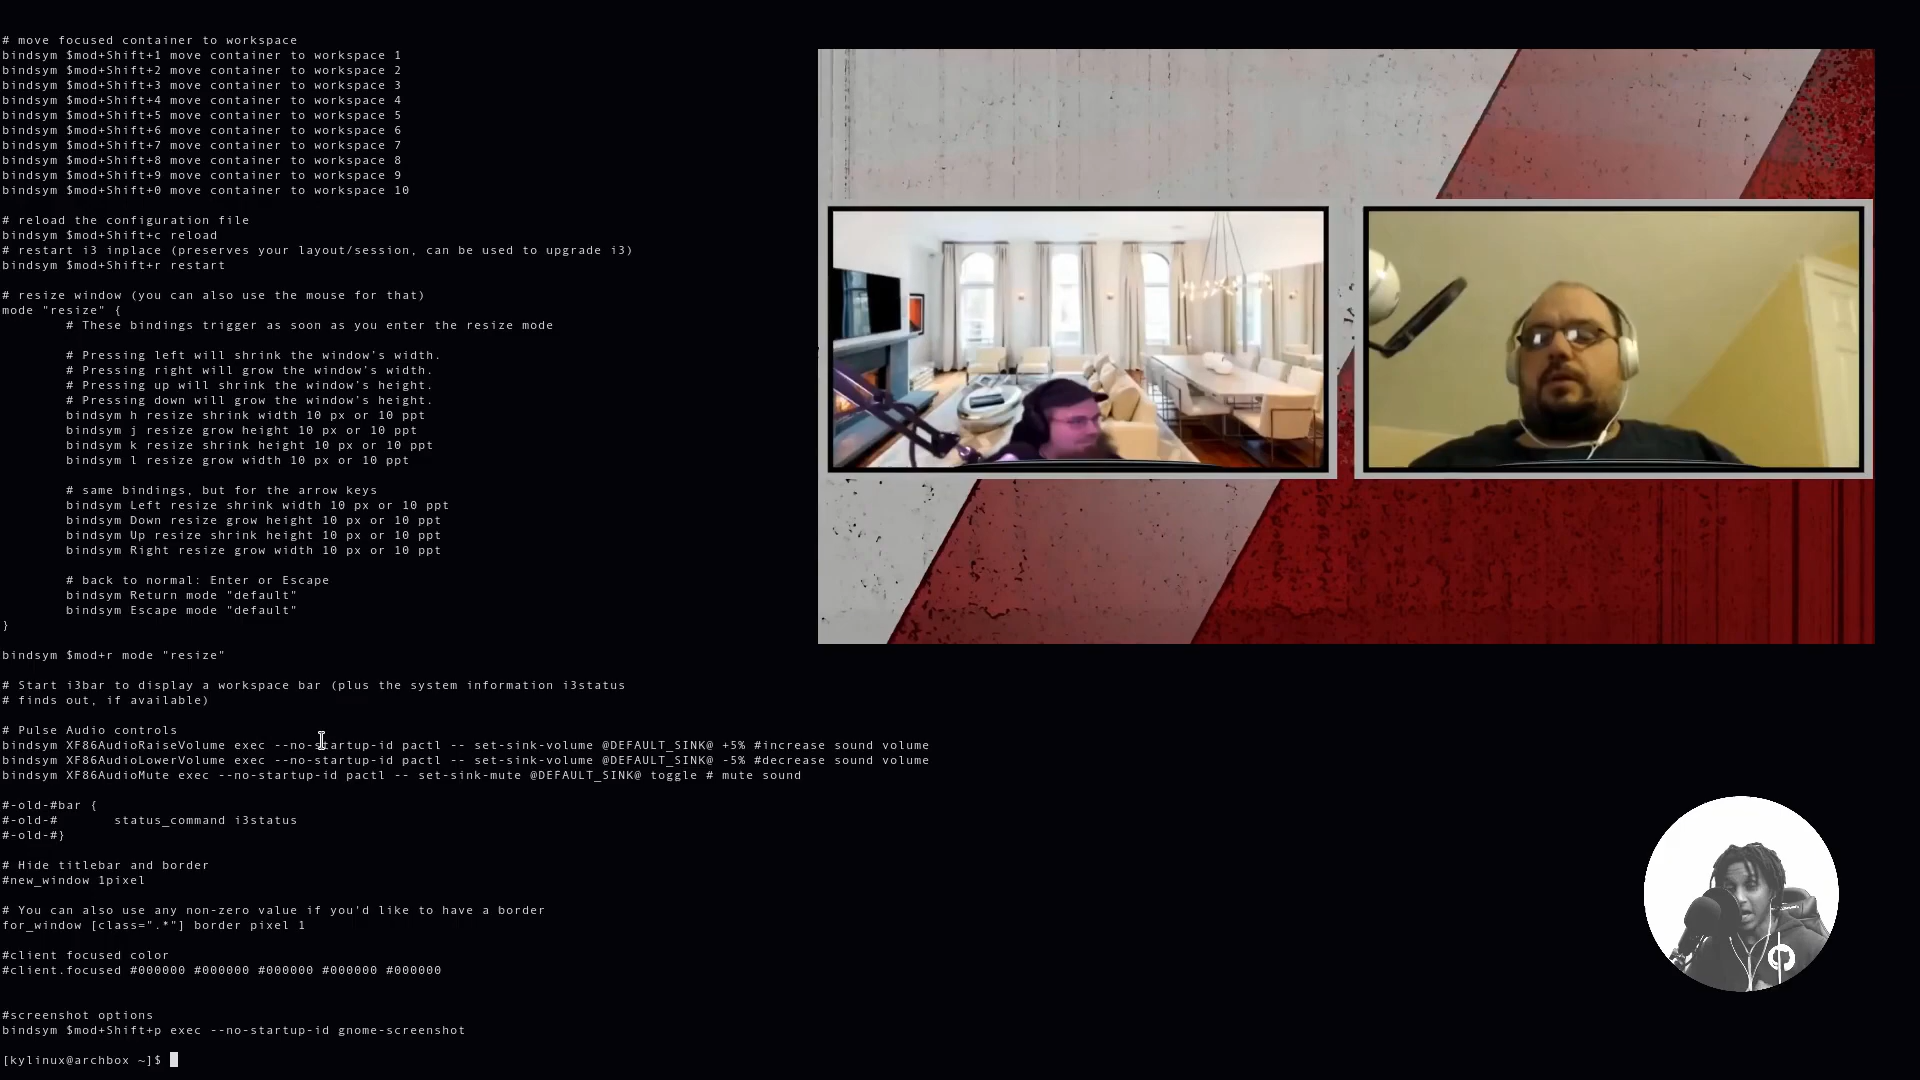 # move focused container to workspace
bindsym $mod+Shift+1 move container to workspace 1
bindsym $mod+Shift+2 move container to workspace 2
bindsym $mod+Shift+3 move container to workspace 3
bindsym $mod+Shift+4 move container to workspace 4
bindsym $mod+Shift+5 move container to workspace 5
bindsym $mod+Shift+6 move container to workspace 6
bindsym $mod+Shift+7 move container to workspace 7
bindsym $mod+Shift+8 move container to workspace 8
bindsym $mod+Shift+9 move container to workspace 9
bindsym $mod+Shift+0 move container to workspace 10
# reload the configuration file
bindsym $mod+Shift+c reload
# restart i3 inplace (preserves your layout/session, can be used to upgrade i3)
bindsym $mod+Shift+r restart
# resize window (you can also use the mouse for that)
mode "resize" {
# These bindings trigger as soon as you enter the resize mode
# Pressing left will shrink the window's width.
# Pressing right will grow the window's width.
# Pressing up will shrink the window's height.
# Pressing down will grow the window's height.
bindsym h resize shrink width 10 px or 10 ppt
bindsym j resize grow height 10 px or 10 ppt
bindsym k resize shrink height 10 px or 10 ppt
bindsym l resize grow width 10 px or 10 ppt
# same bindings, but for the arrow keys
bindsym Left resize shrink width 10 px or 10 ppt
bindsym Down resize grow height 10 px or 10 ppt
bindsym Up resize shrink height 10 px or 10 ppt
bindsym Right resize grow width 10 px or 10 ppt
# back to normal: Enter or Escape
bindsym Return mode "default"
bindsym Escape mode "default"
}
bindsym $mod+r mode "resize"
# Start i3bar to display a workspace bar (plus the system information i3status
# finds out, if available)
# Pulse Audio controls
bindsym XF86AudioRaiseVolume exec --no-startup-id pactl -- set-sink-volume @DEFAULT_SINK@ +5% #increase sound volume
bindsym XF86AudioLowerVolume exec --no-startup-id pactl -- set-sink-volume @DEFAULT_SINK@ -5% #decrease sound volume
bindsym XF86AudioMute exec --no-startup-id pactl -- set-sink-mute @DEFAULT_SINK@ toggle # mute sound
#-old-#bar {
#-old-#       status_command i3status
#-old-#}
# Hide titlebar and border
#new_window 1pixel
# You can also use any non-zero value if you'd like to have a border
for_window [class=".*"] border pixel 1
#client focused color
#client.focused #000000 #000000 #000000 #000000 #000000
#screenshot options
bindsym $mod+Shift+p exec --no-startup-id gnome-screenshot
[kylinux@archbox ~]$